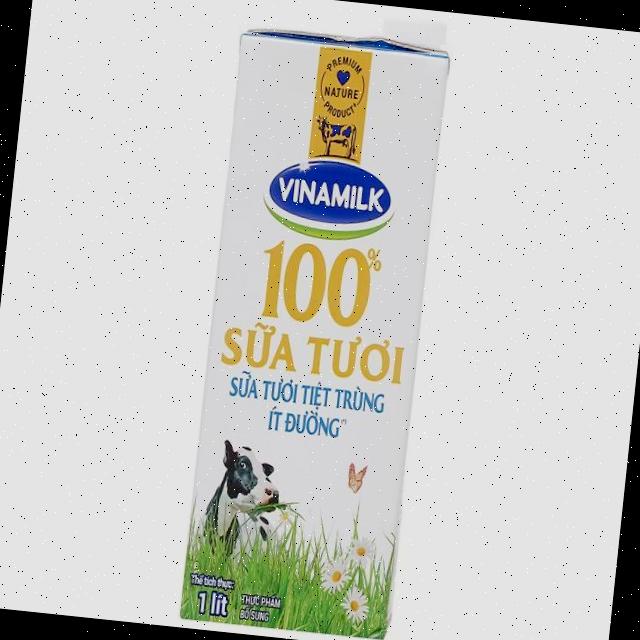 PREMIUM
NATURE
PRODUCT
VINAMILK
100%
SỮA TƯƠI
SỮA TƯƠI TIỆT TRÙNG
ÍT ĐƯỜNG(*)
Thể tích thực:
1 lít
THỰC PHẨM
BỔ SUNG